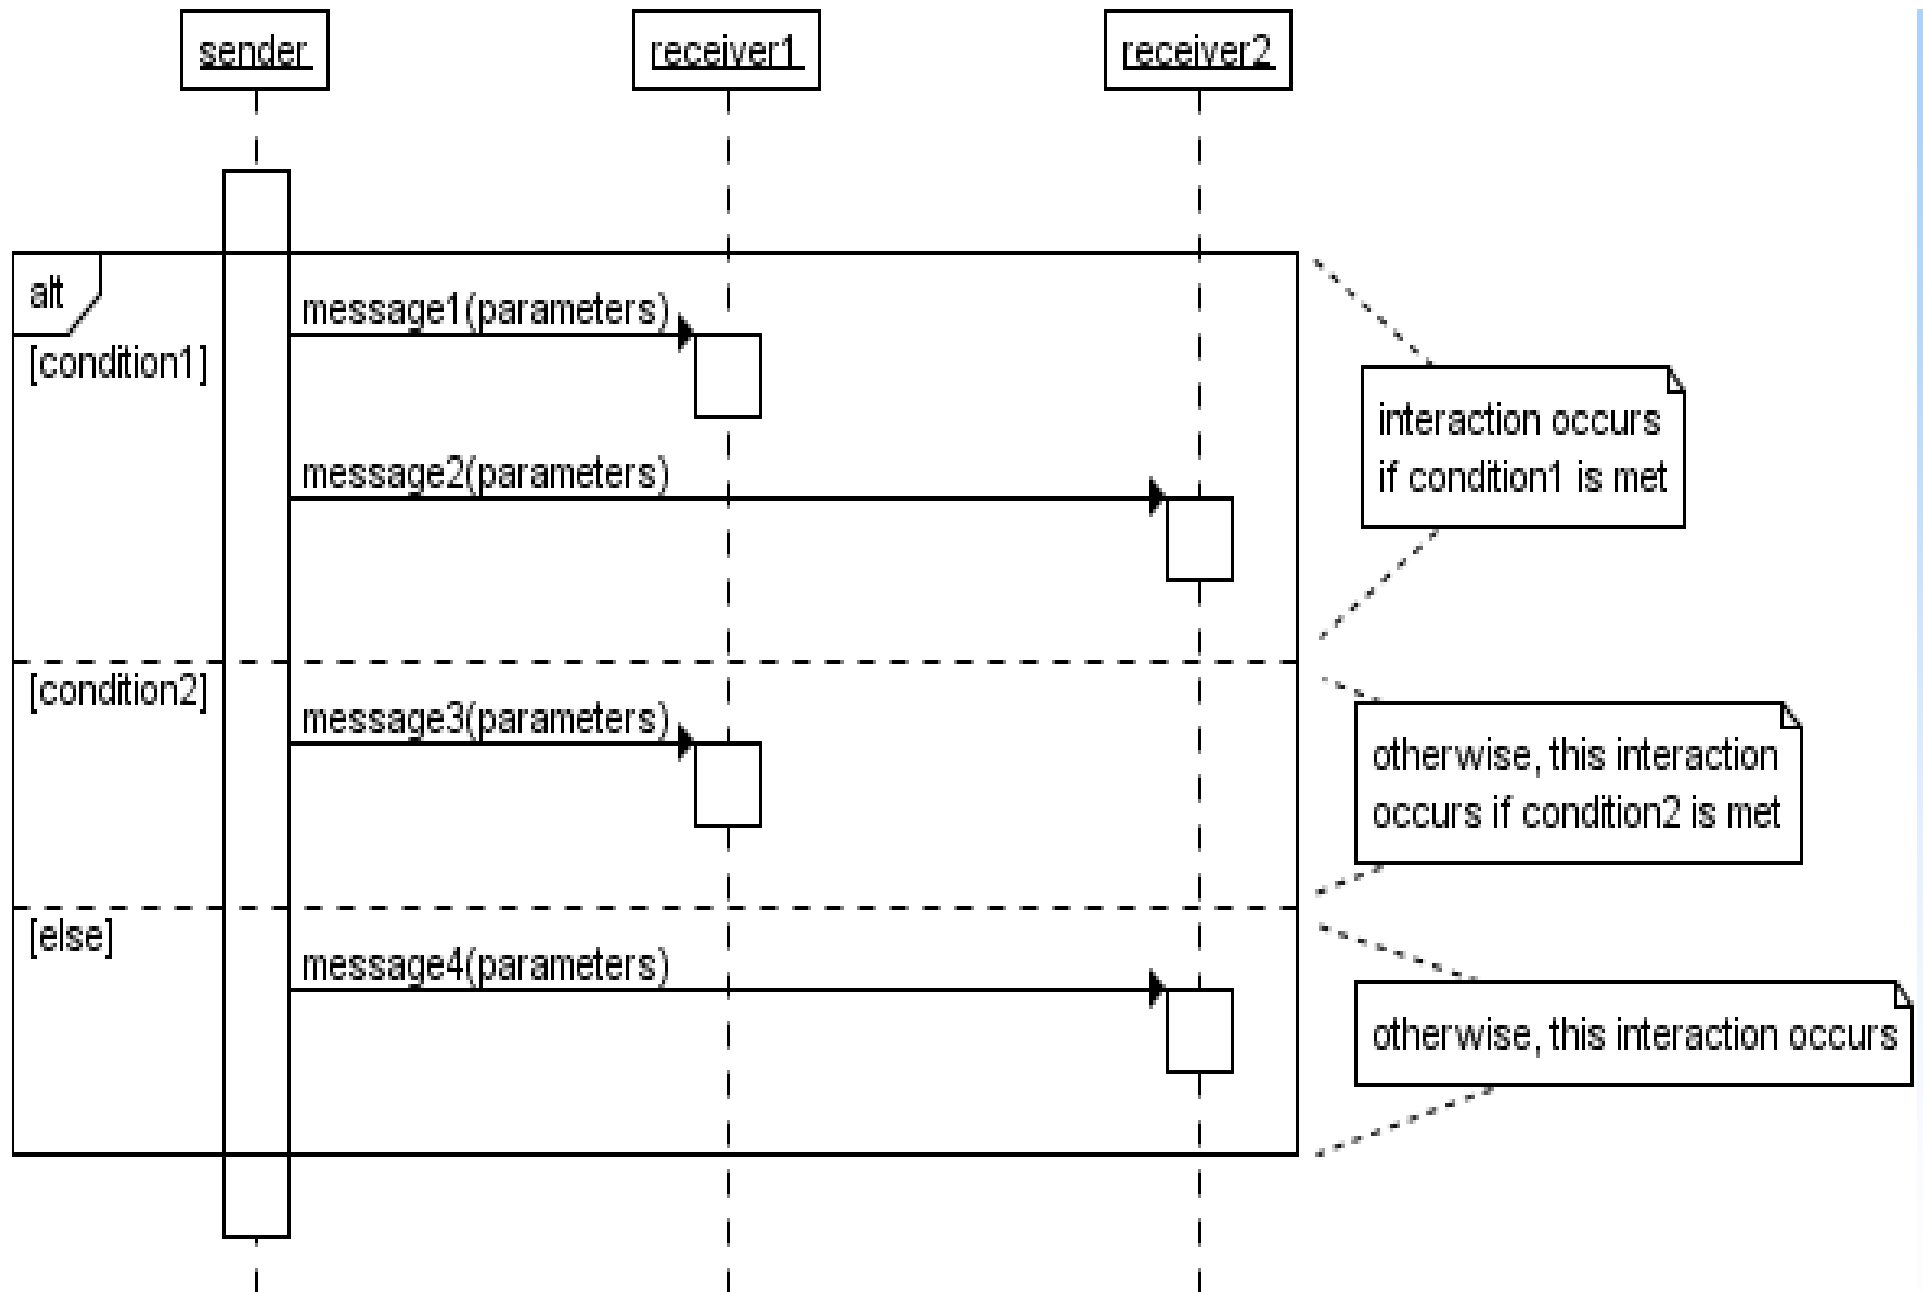 sender
receiver1
receiver2
alt
[condition1]
message1(parameters)
message2(parameters)
interaction occurs
if condition1 is met
[condition2]
message3(parameters)
otherwise, this interaction
occurs if condition2 is met
[else]
message4(parameters)
otherwise, this interaction occurs